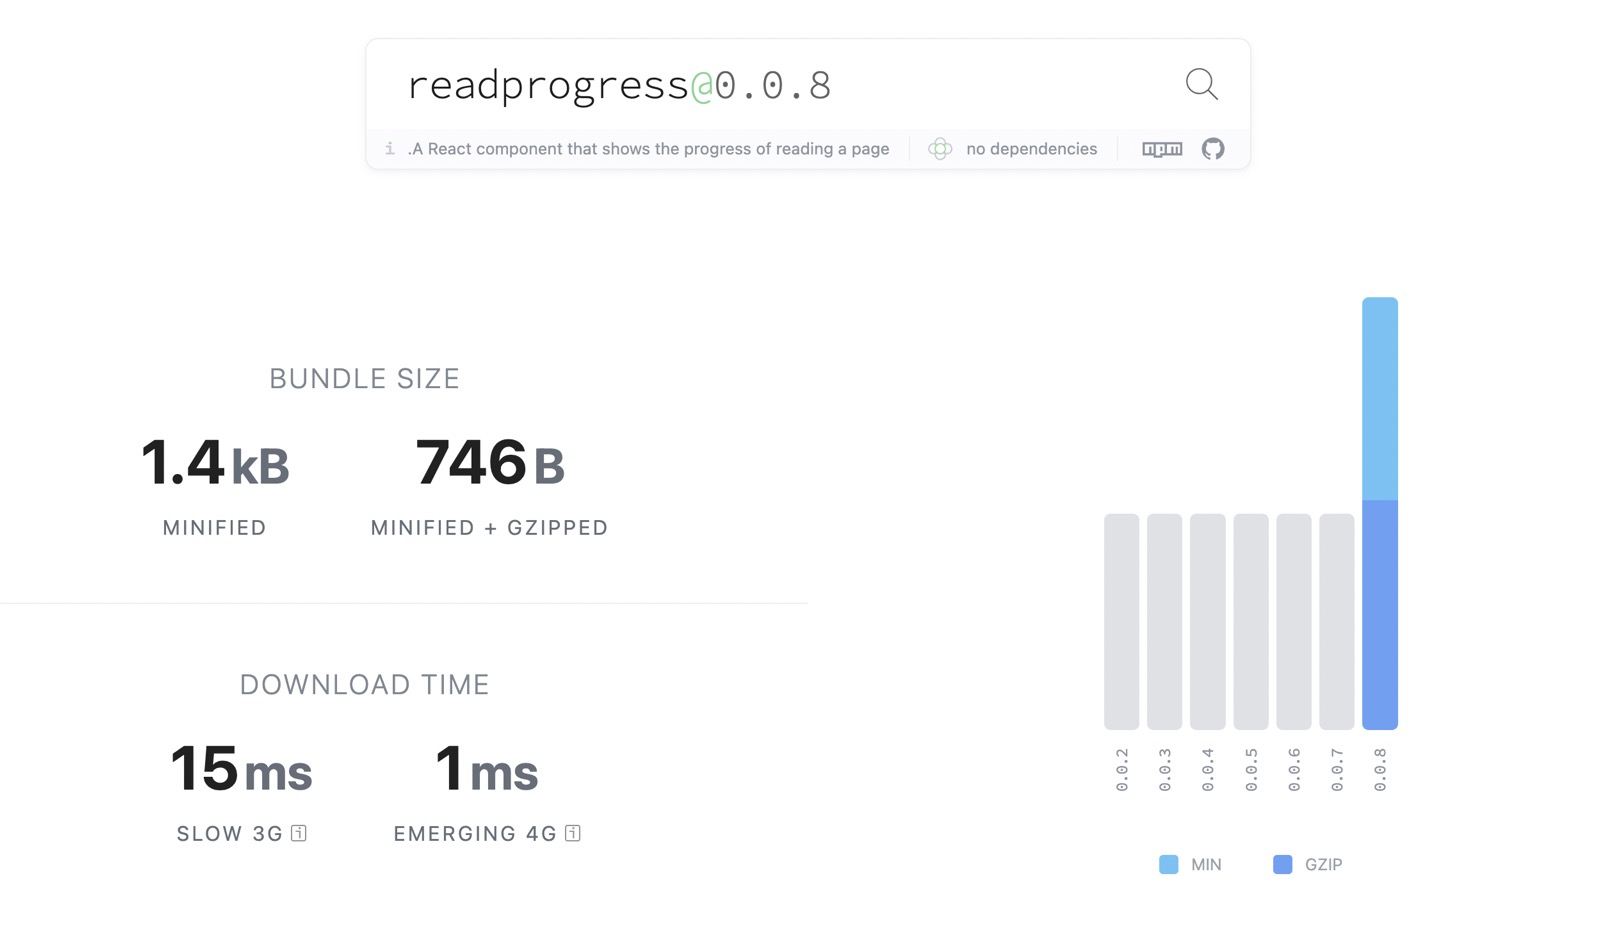 readprogress@0.0.8
i .A React component that shows the progress of reading a page no dependencies npm
BUNDLE SIZE
1.4 kB 746 B
MINIFIED MINIFIED + GZIPPED
DOWNLOAD TIME
15 ms 1 ms
SLOW 3G i EMERGING 4G i
0.0.2 0.0.3 0.0.4 0.0.5 0.0.6 0.0.7 0.0.8
MIN GZIP